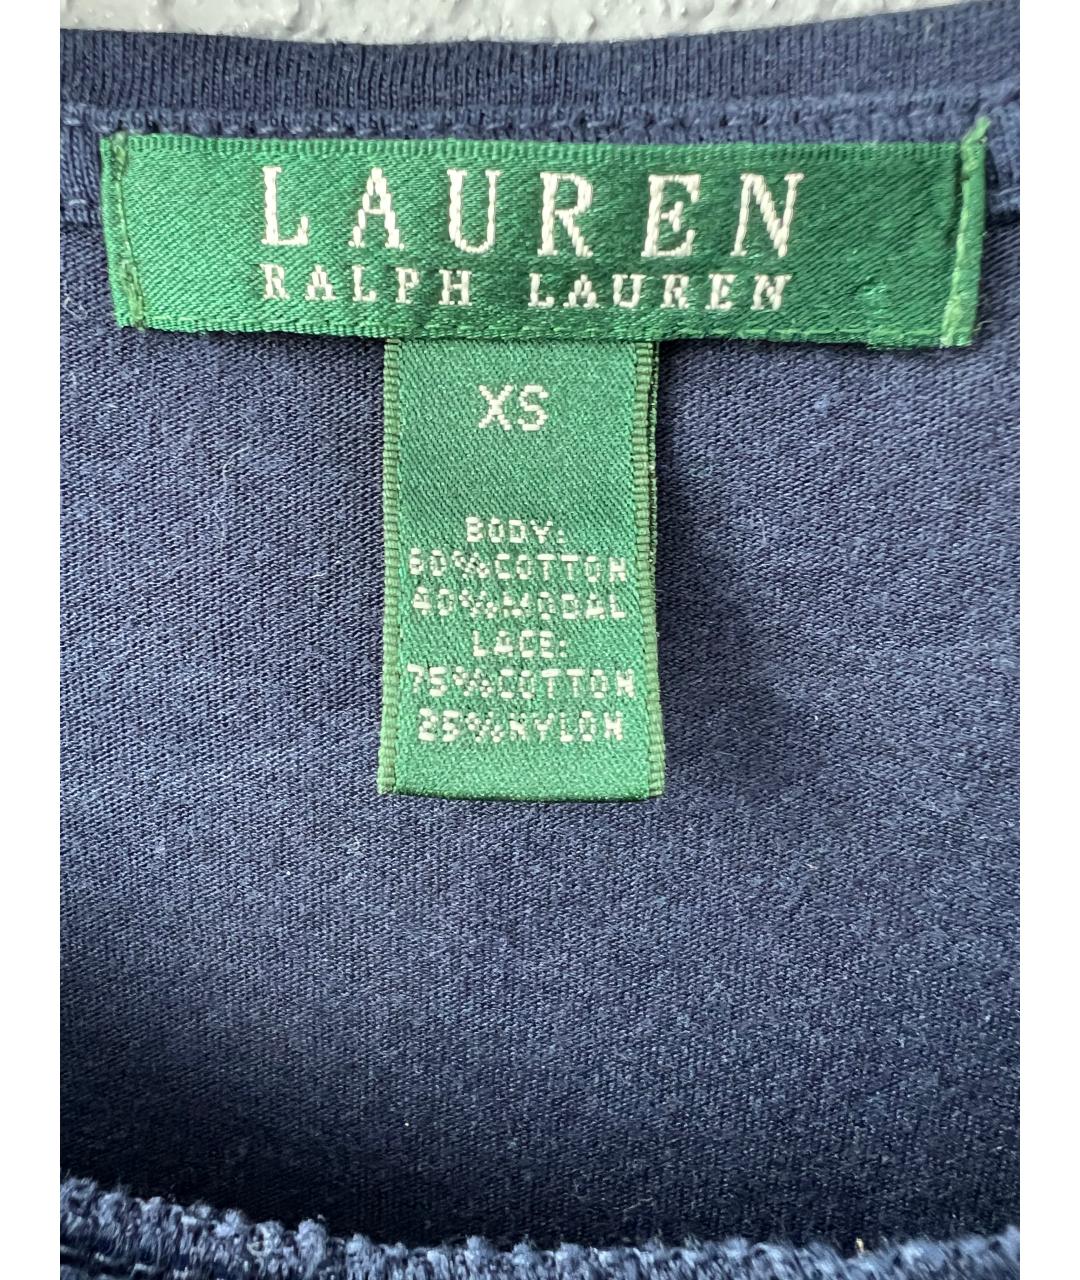 LAUREN
RALPH LAUREN
XS
BODY:
60%COTTON
40%MODAL
LACE:
75%COTTON
25%NYLON